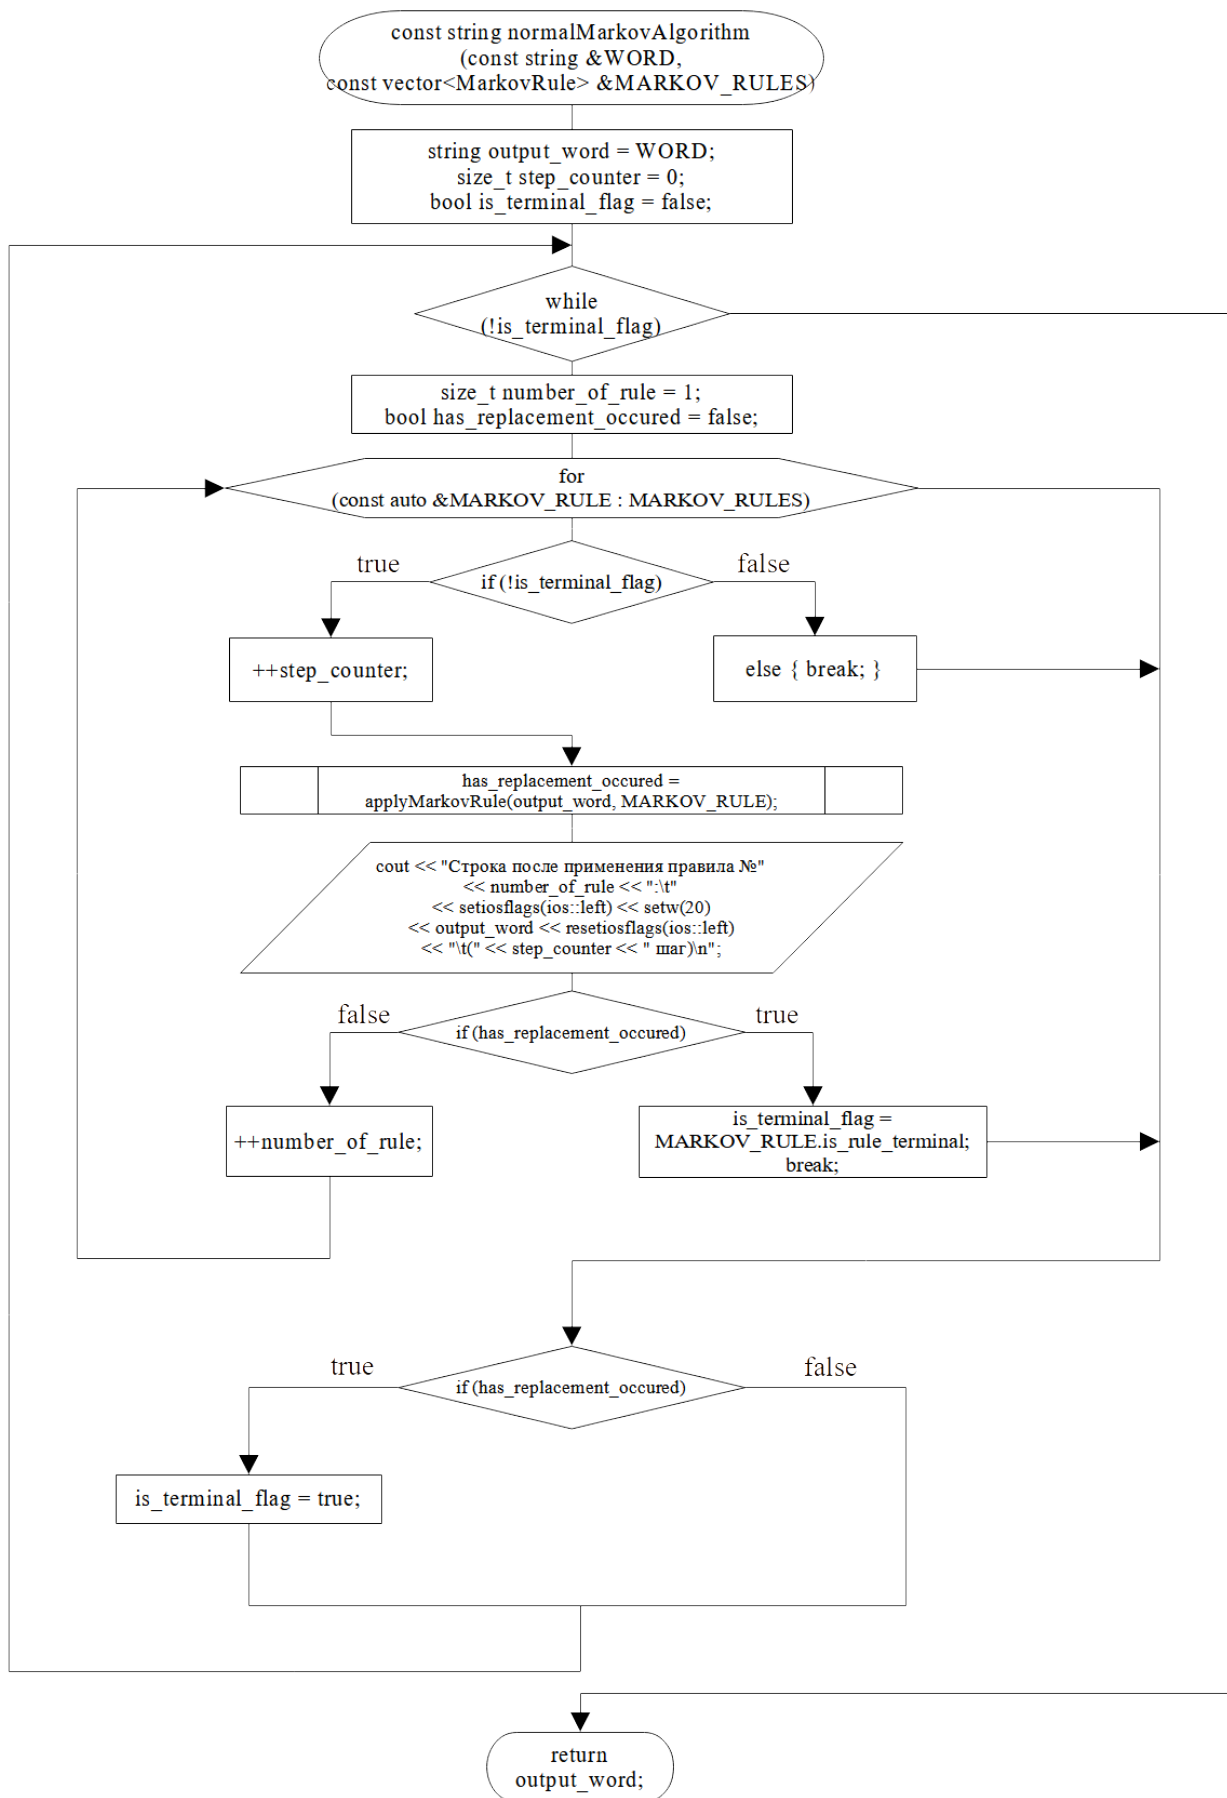 const string normalMarkovAlgorithm
(const string &WORD,
const vector<MarkovRule> &MARKOV_RULES)
string output_word = WORD;
size_t step_counter = 0;
bool is_terminal_flag = false;
while
(!is_terminal_flag)
size_t number_of_rule = 1;
bool has_replacement_occured = false;
for
(const auto &MARKOV_RULE : MARKOV_RULES)
true
if (!is_terminal_flag)
false
++step_counter;
else { break; }
has_replacement_occured =
applyMarkovRule(output_word, MARKOV_RULE);
cout << "Строка после применения правила №"
<< number_of_rule << ":\t"
<< setiosflags(ios::left) << setw(20)
<< output_word << resetiosflags(ios::left)
<< "\t(" << step_counter << " шаг)\n";
false
if (has_replacement_occured)
true
++number_of_rule;
is_terminal_flag =
MARKOV_RULE.is_rule_terminal;
break;
true
if (has_replacement_occured)
false
is_terminal_flag = true;
return
output_word;